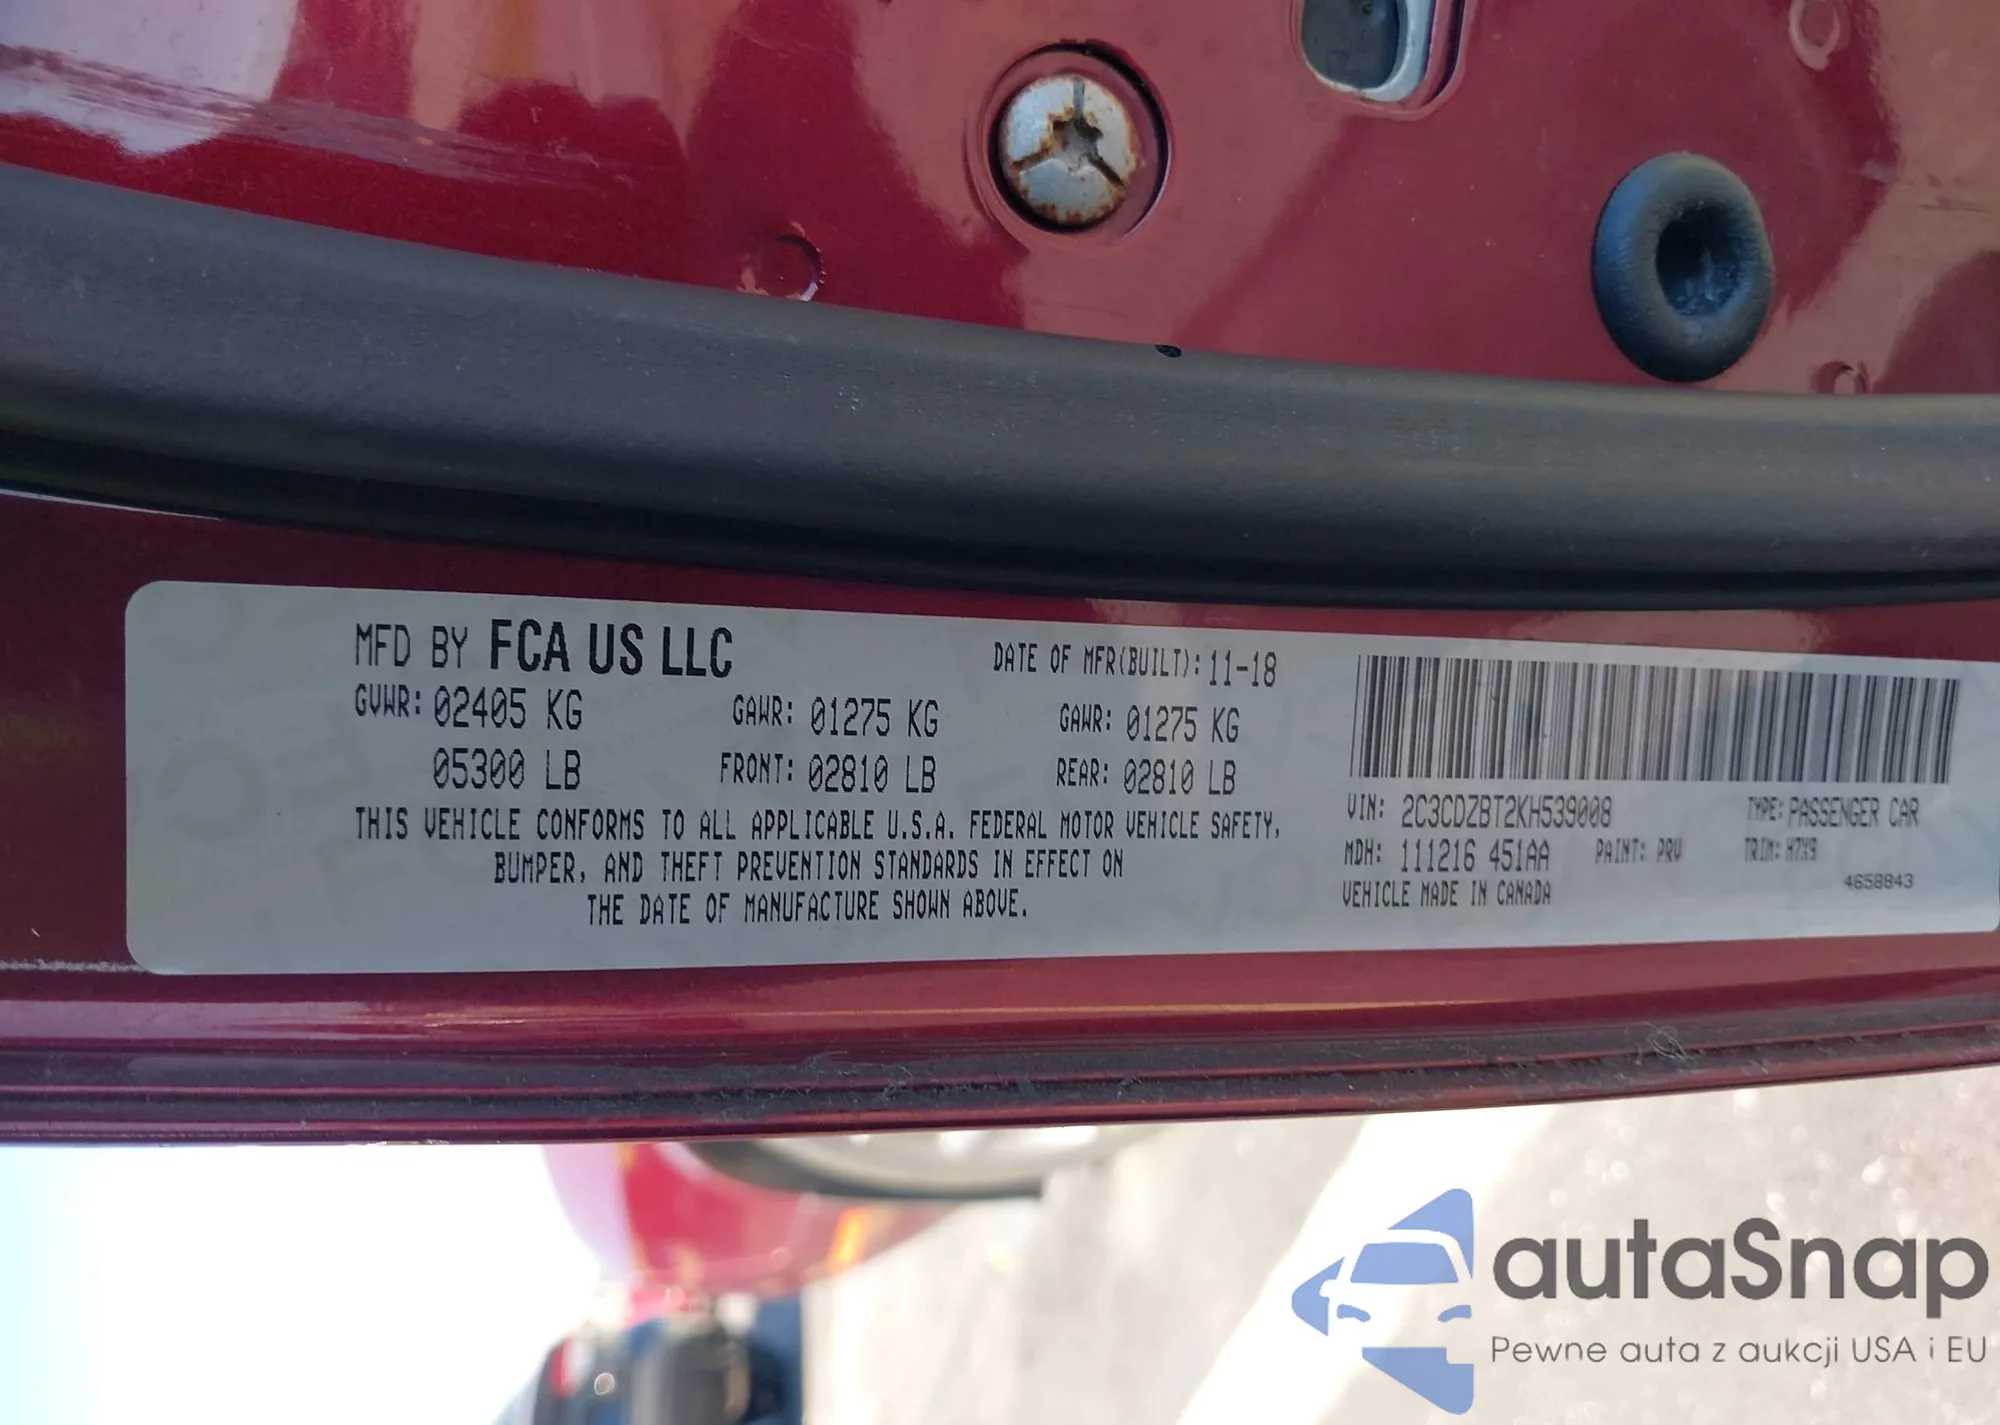 MFD BY FCA US LLC
DATE OF MFR(BUILT): 11-18
GVWR: 02405 KG
GAWR: 01275 KG
GAWR: 01275 KG
05300 LB
FRONT: 02810 LB
REAR: 02810 LB
THIS VEHICLE CONFORMS TO ALL APPLICABLE U.S.A. FEDERAL MOTOR VEHICLE SAFETY,
BUMPER, AND THEFT PREVENTION STANDARDS IN EFFECT ON
THE DATE OF MANUFACTURE SHOWN ABOVE.
VIN: 2C3CDZBT2KH539008
TYPE: PASSENGER CAR
MDH: 111216 451AA
PAINT: PRV
TRIM: H7X9
VEHICLE MADE IN CANADA
4658843
autaSnap
Pewne auta z aukcji USA i EU